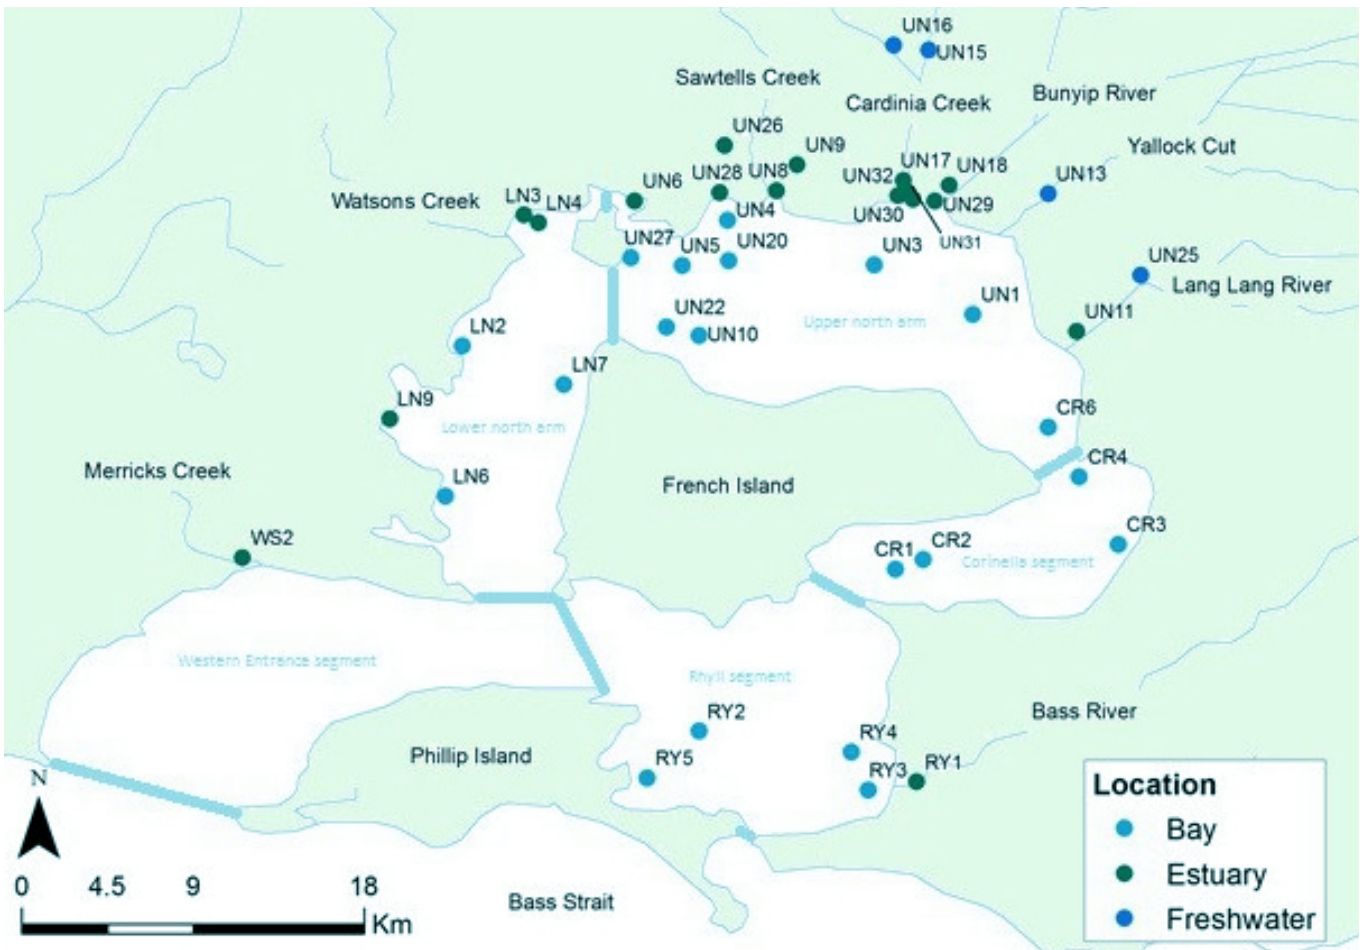 UN16
UN15
Sawtells Creek
Cardinia Creek
Bunyip River
UN26
Yallock Cut
UN9
UN17
UN18
UN28
UN8
UN32
UN13
UN6
Watsons Creek
LN3
LN4
UN4
UN30
UN29
UN31
UN27
UN5
UN20
UN3
UN25
Lang Lang River
UN1
UN11
UN22
UN10
Upper north arm
LN2
LN7
LN9
CR6
Lower north arm
CR4
Merricks Creek
LN6
French Island
CR3
WS2
CR1
CR2
Corinella segment
Western Entrance segment
Rhyll segment
RY2
Bass River
RY4
Phillip Island
RY5
RY3
RY1
N
Location
Bay
Estuary
Freshwater
0 4.5 9 18
Km
Bass Strait